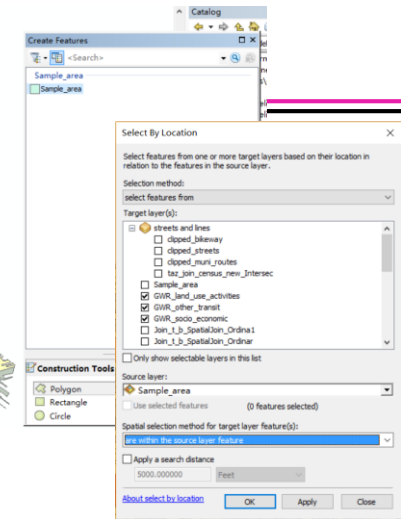 Catalog
Create Features
<Search>
Sample_area
Sample_area
Select By Location
Select features from one or more target layers based on their location in
relation to the features in the source layer.
Selection method:
select features from
Target layer(s):
streets and lines
clipped_bikeway
clipped_streets
clipped_muni_routes
taz_join_census_new_Intersec
Sample_area
GWR_land_use_activities
GWR_other_transit
GWR_socio_economic
Join_t_b_SpatialJoin_Ordina1
Join_t_b_SpatialJoin_Ordinar
Only show selectable layers in this list
Source layer:
Sample_area
Use selected features (0 features selected)
Spatial selection method for target layer feature(s):
are within the source layer feature
Apply a search distance
5000.000000 Feet
About select by location OK Apply Close
Construction Tools
Polygon
Rectangle
Circle